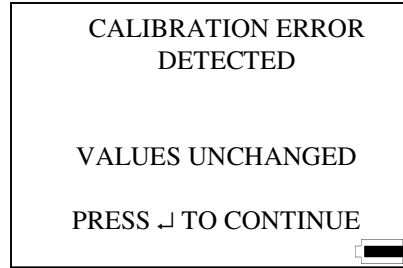 CALIBRATION ERROR
DETECTED
VALUES UNCHANGED
PRESS ↵ TO CONTINUE